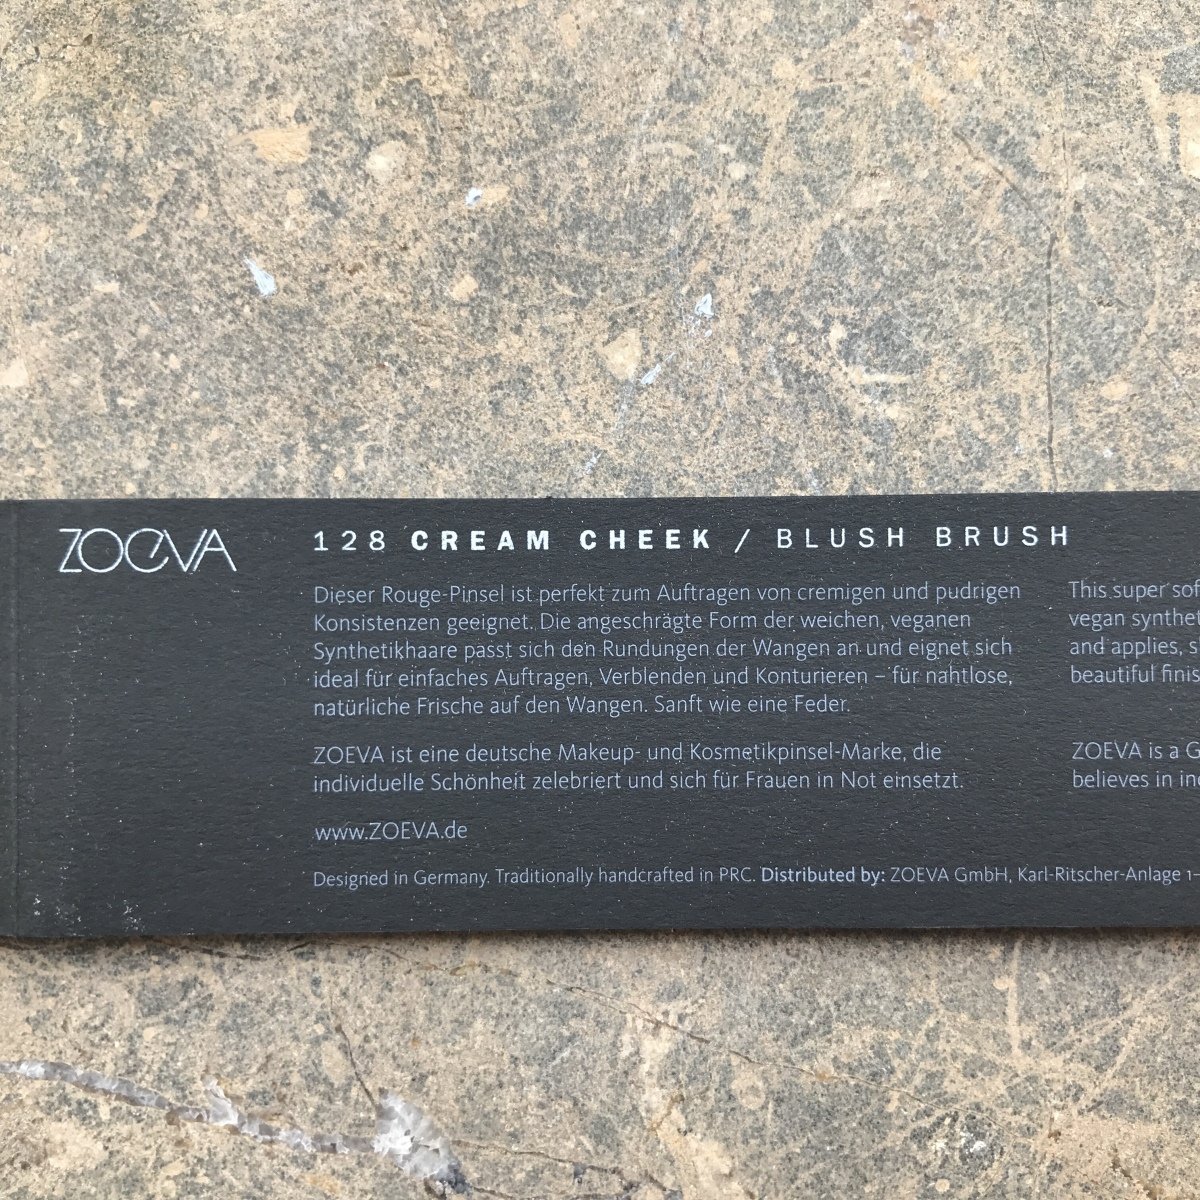 ZOEVA
128 CREAM CHEEK / BLUSH BRUSH
Dieser Rouge-Pinsel ist perfekt zum Auftragen von cremigen und pudrigen
Konsistenzen geeignet. Die angeschrägte Form der weichen, veganen
Synthetikhaare passt sich den Rundungen der Wangen an und eignet sich
ideal für einfaches Auftragen, Verblenden und Konturieren – für nahtlose,
natürliche Frische auf den Wangen. Sanft wie eine Feder.
ZOEVA ist eine deutsche Makeup- und Kosmetikpinsel-Marke, die
individuelle Schönheit zelebriert und sich für Frauen in Not einsetzt.
www.ZOEVA.de
This super
vegan
and applies,
beautiful
ZOEVA is a
believes in
Designed in Germany. Traditionally handcrafted in PRC. Distributed by: ZOEVA GmbH, Karl-Ritscher-Anlage 1–